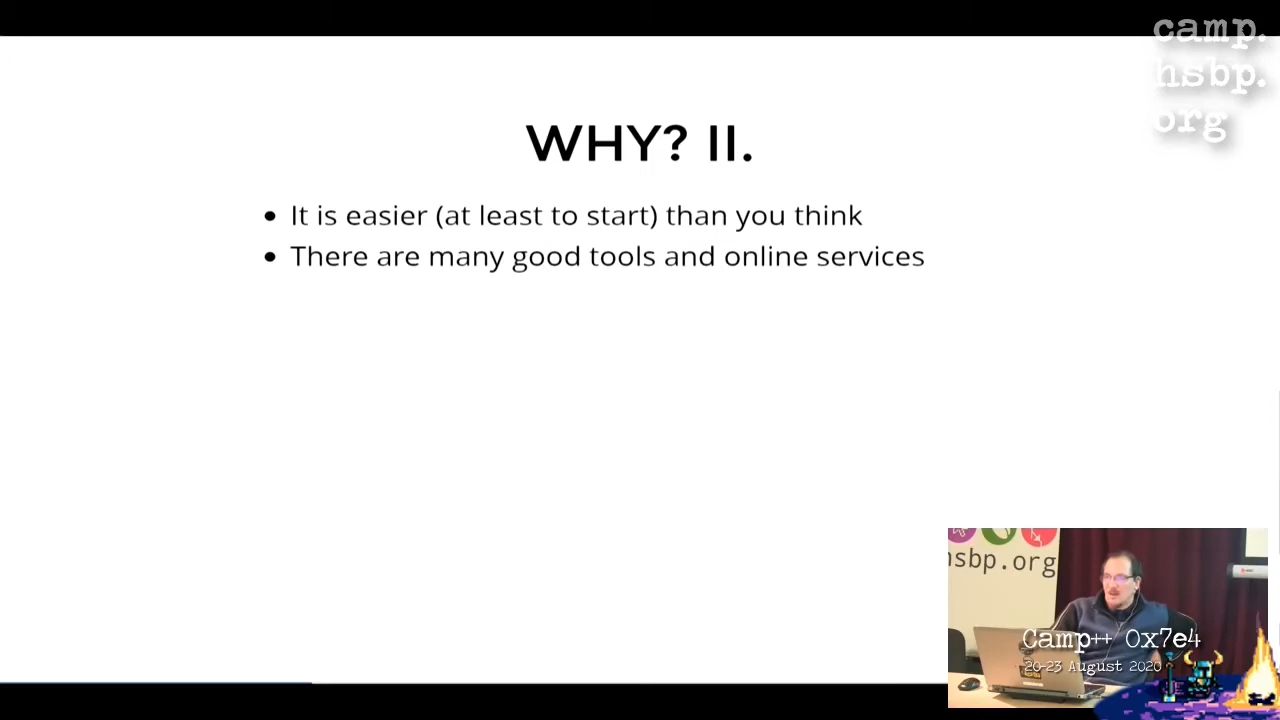 camp.
hsbp.
org
WHY? II.
• It is easier (at least to start) than you think
• There are many good tools and online services
hsbp.org
Camp++ 0x7e4
20-23 August 2020